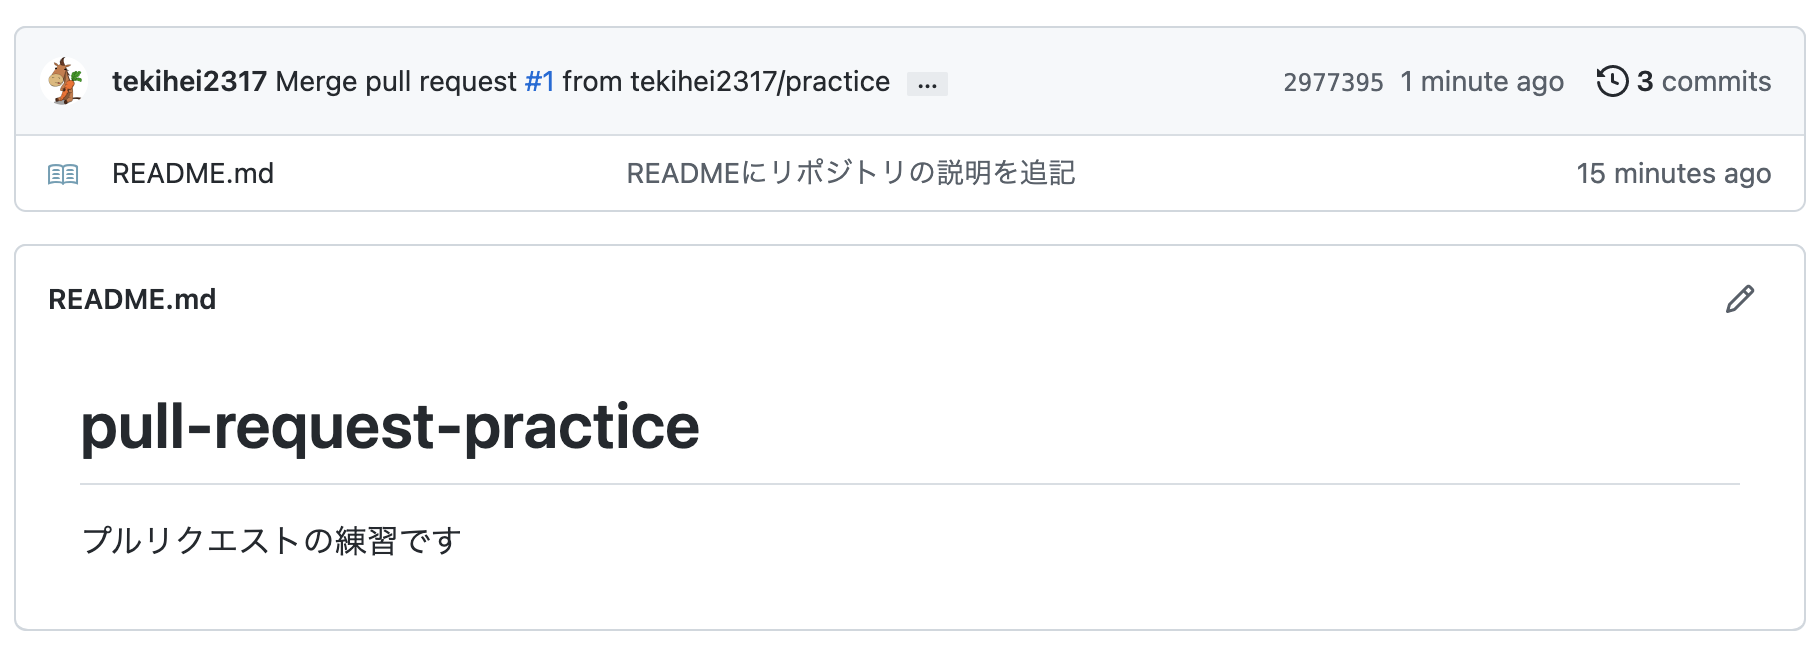 tekihei2317 Merge pull request #1 from tekihei2317/practice ... 2977395 1 minute ago 3 commits
README.md READMEにリポジトリの説明を追記 15 minutes ago
README.md
pull-request-practice
プルリクエストの練習です